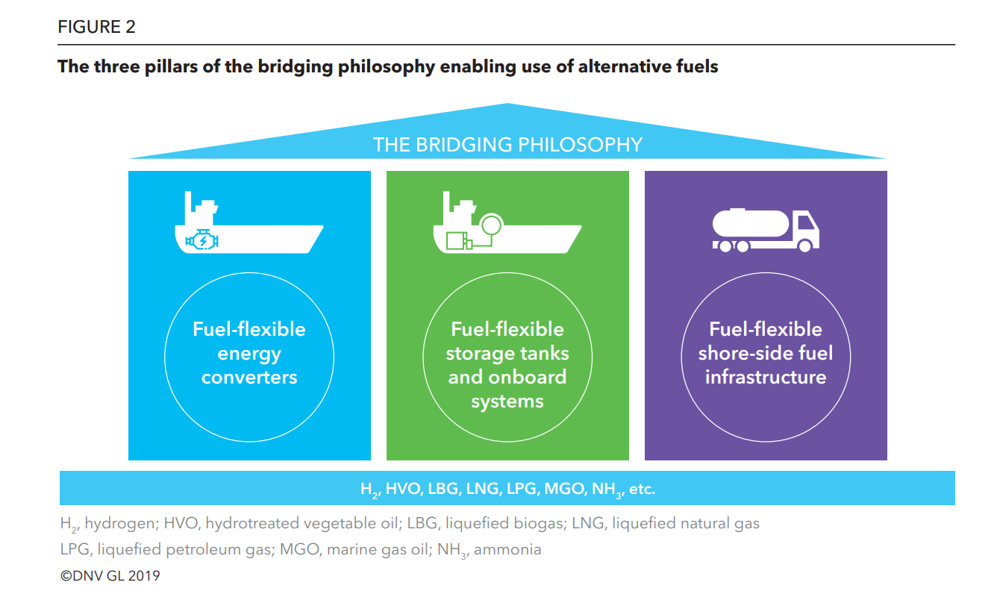 FIGURE 2
The three pillars of the bridging philosophy enabling use of alternative fuels
THE BRIDGING PHILOSOPHY
Fuel-flexible
energy
converters
Fuel-flexible
storage tanks
and onboard
systems
Fuel-flexible
shore-side fuel
infrastructure
H₂, HVO, LBG, LNG, LPG, MGO, NH₃, etc.
H₂, hydrogen; HVO, hydrotreated vegetable oil; LBG, liquefied biogas; LNG, liquefied natural gas
LPG, liquefied petroleum gas; MGO, marine gas oil; NH₃, ammonia
©DNV GL 2019